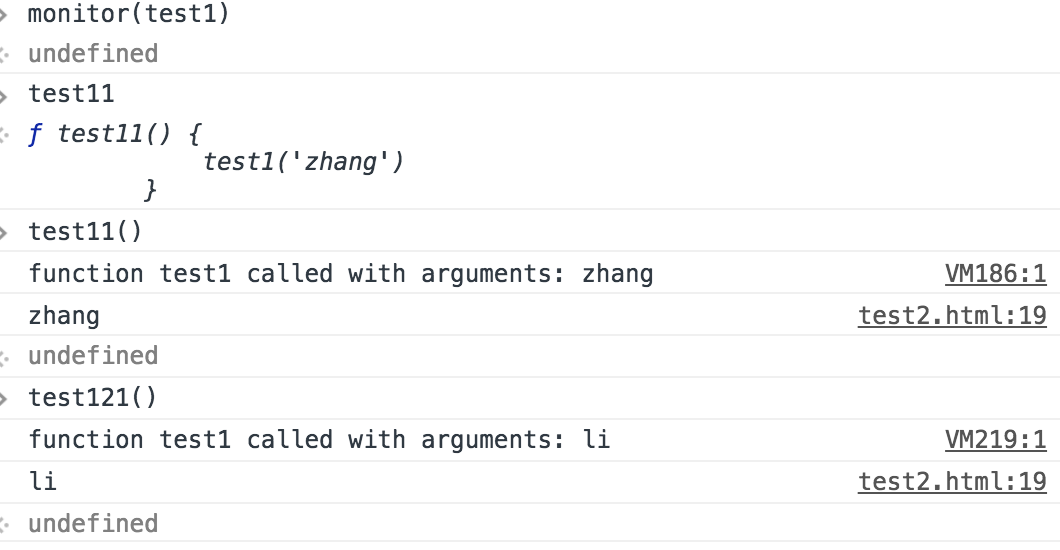 monitor(test1)
undefined
test11
f test11() {
test1('zhang')
}
test11()
function test1 called with arguments: zhang VM186:1
zhang test2.html:19
undefined
test121()
function test1 called with arguments: li VM219:1
li test2.html:19
undefined